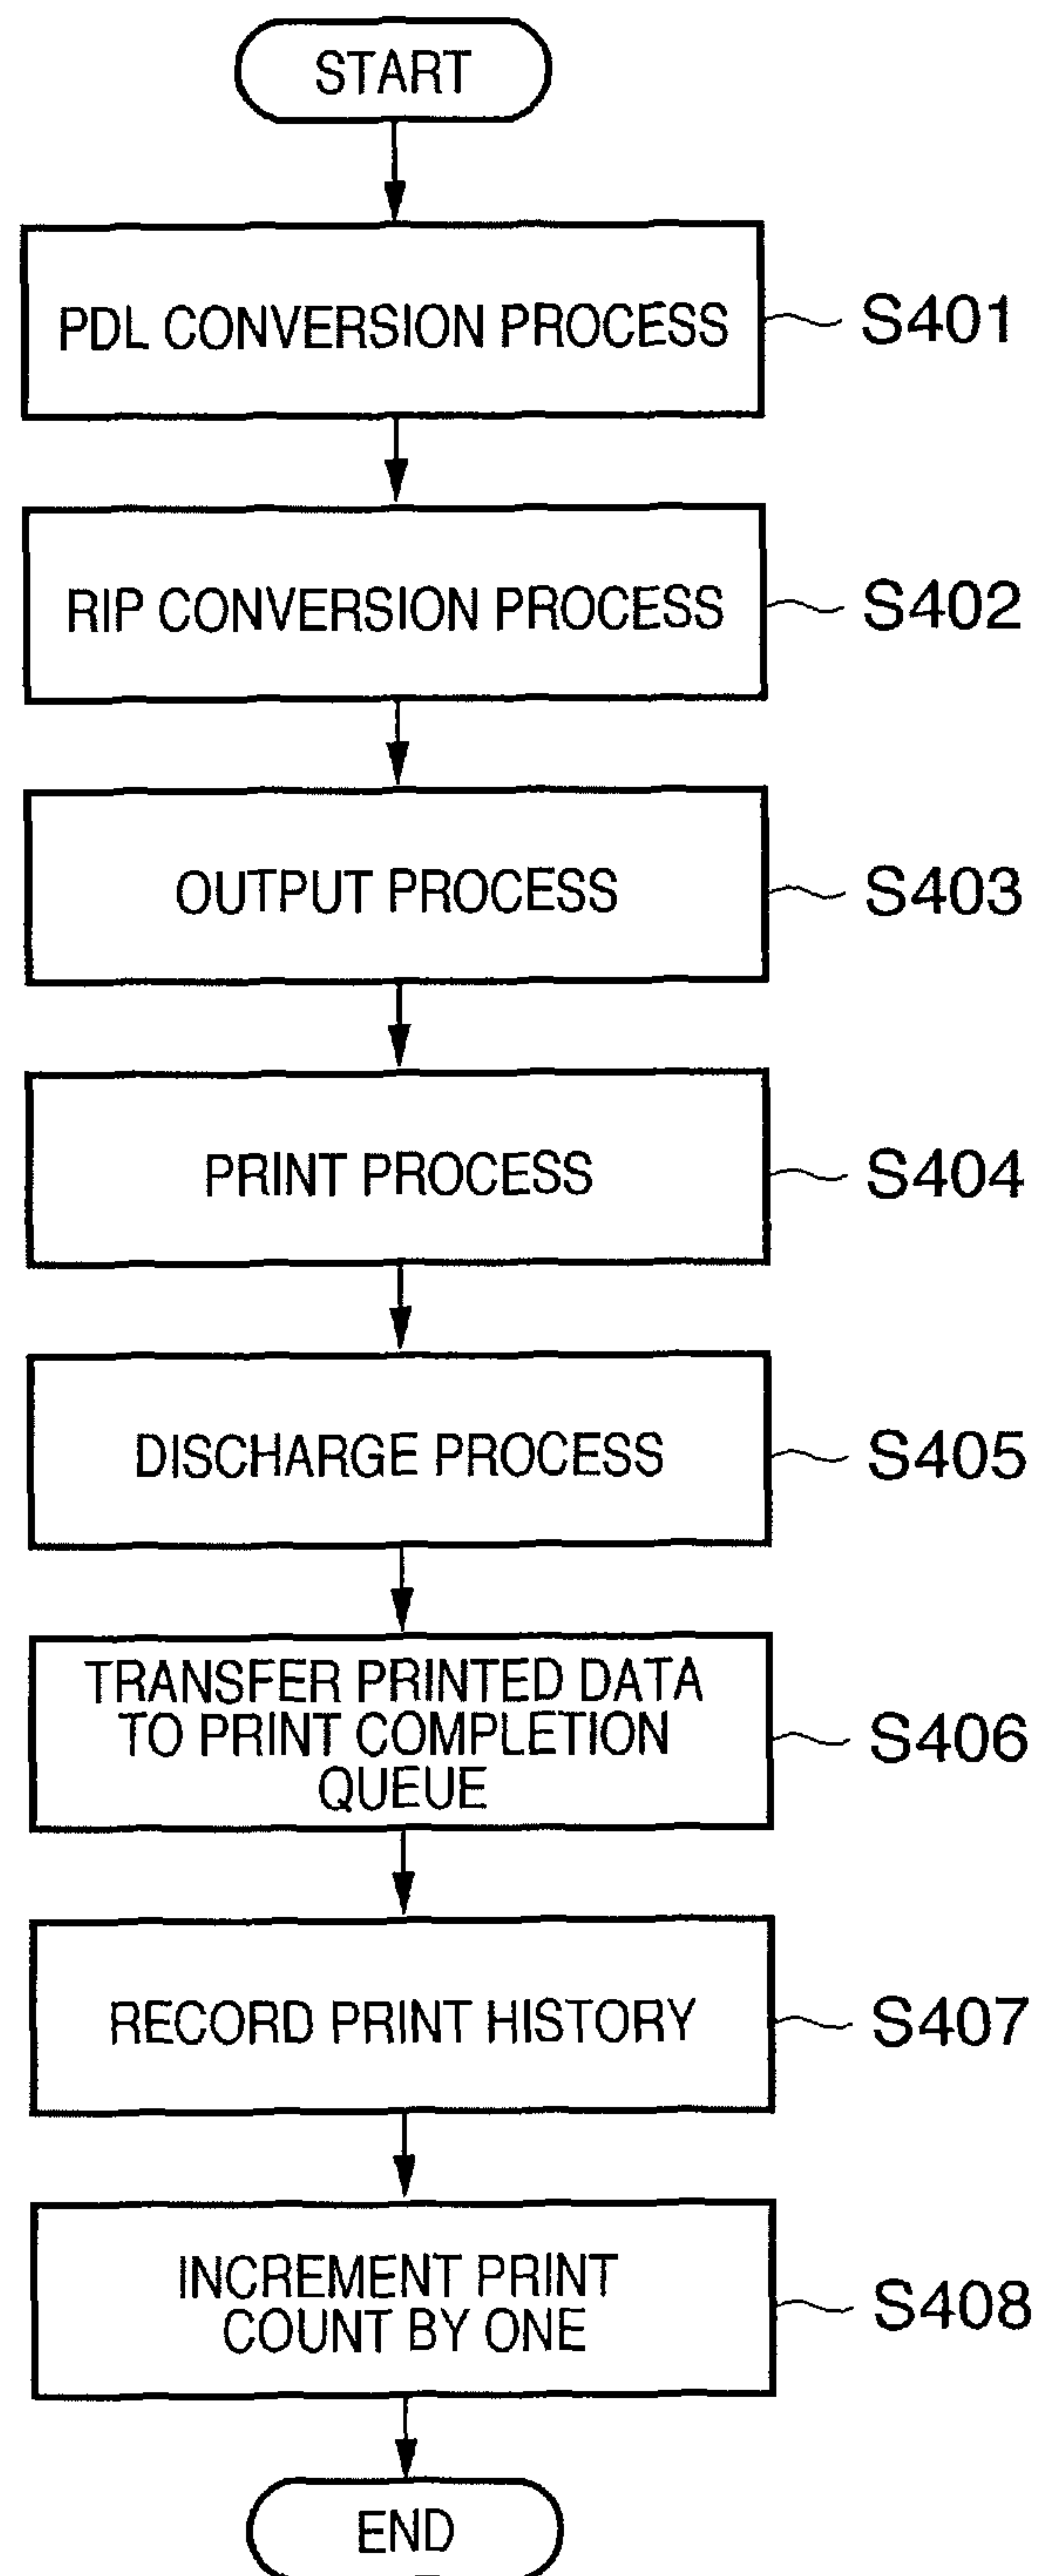 START
PDL CONVERSION PROCESS
S401
RIP CONVERSION PROCESS
S402
OUTPUT PROCESS
S403
PRINT PROCESS
S404
DISCHARGE PROCESS
S405
TRANSFER PRINTED DATA
TO PRINT COMPLETION
QUEUE
S406
RECORD PRINT HISTORY
S407
INCREMENT PRINT
COUNT BY ONE
S408
END